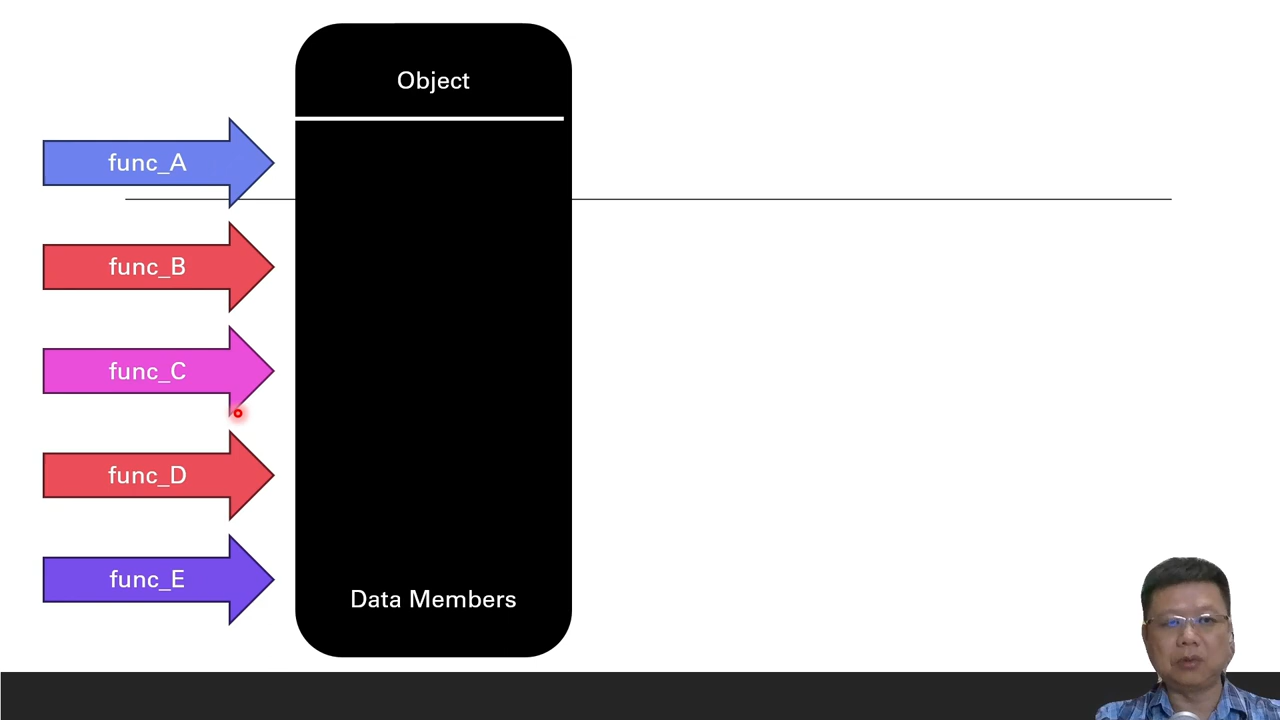 Object
func_A
func_B
func_C
func_D
func_E
Data Members